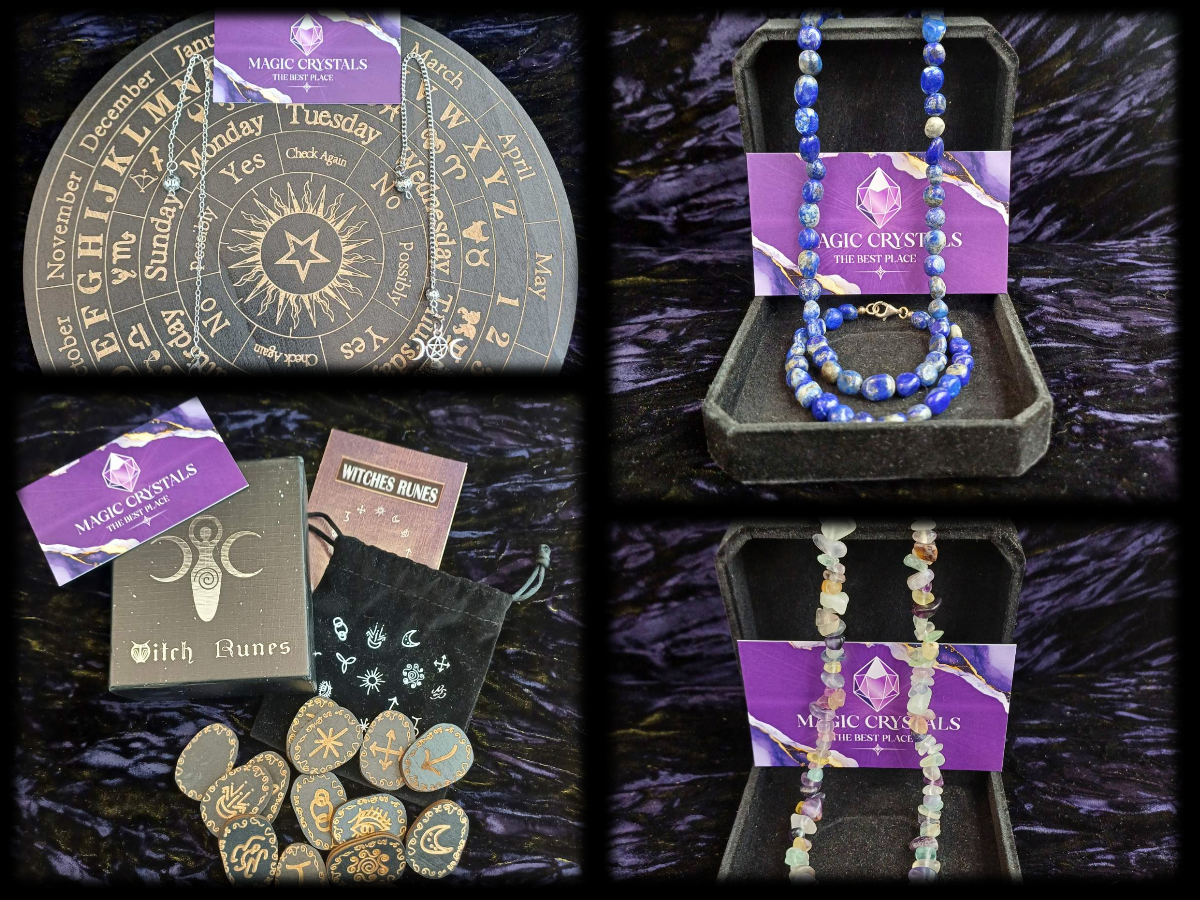 MAGIC CRYSTALS
THE BEST PLACE
December
March
April
May
November
I J K L M N
W X Y Z
E F G H
1 2
Sunday
Monday
Tuesday
Wednesday
Yes
Check Again
No
Possibly
Yes
Check Again
No
Possibly
MAGIC CRYSTALS
THE BEST PLACE
MAGIC CRYSTALS
THE BEST PLACE
Witch Runes
WITCHES RUNES
MAGIC CRYSTALS
THE BEST PLACE